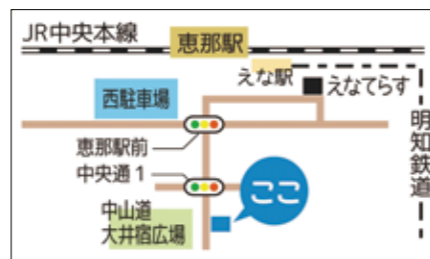 JR中央本線
恵那駅
えな駅
えなてらす
西駐車場
明知鉄道
恵那駅前
中央通1
ここ
中山道
大井宿広場